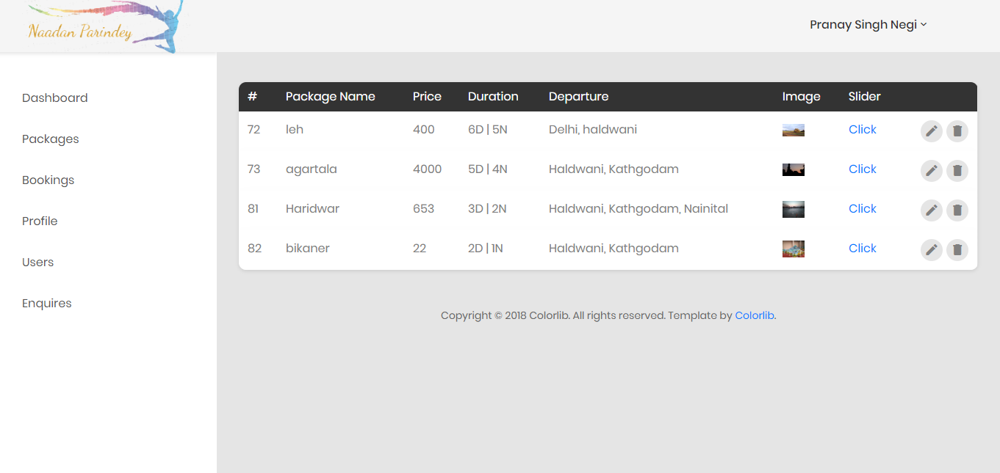 Naadan Parindey
Pranay Singh Negi
Dashboard
Packages
Bookings
Profile
Users
Enquires
# Package Name Price Duration Departure Image Slider
72 leh 400 6D | 5N Delhi, haldwani Click
73 agartala 4000 5D | 4N Haldwani, Kathgodam Click
81 Haridwar 653 3D | 2N Haldwani, Kathgodam, Nainital Click
82 bikaner 22 2D | 1N Haldwani, Kathgodam Click
Copyright © 2018 Colorlib. All rights reserved. Template by Colorlib.